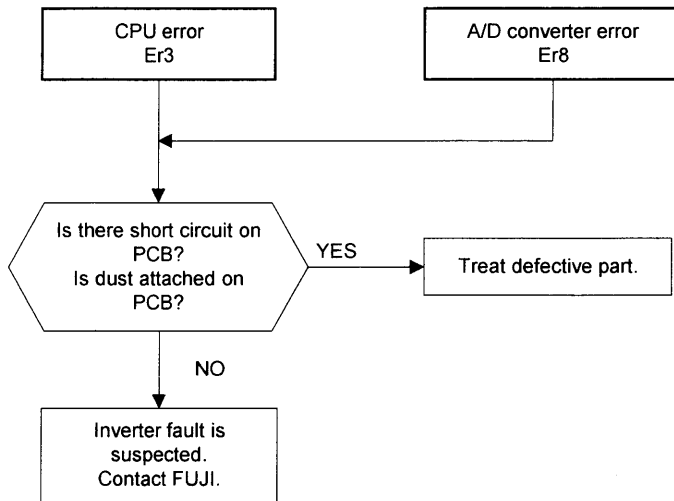 CPU error
Er3
A/D converter error
Er8
Is there short circuit on
PCB?
Is dust attached on
PCB?
YES
Treat defective part.
NO
Inverter fault is
suspected.
Contact FUJI.